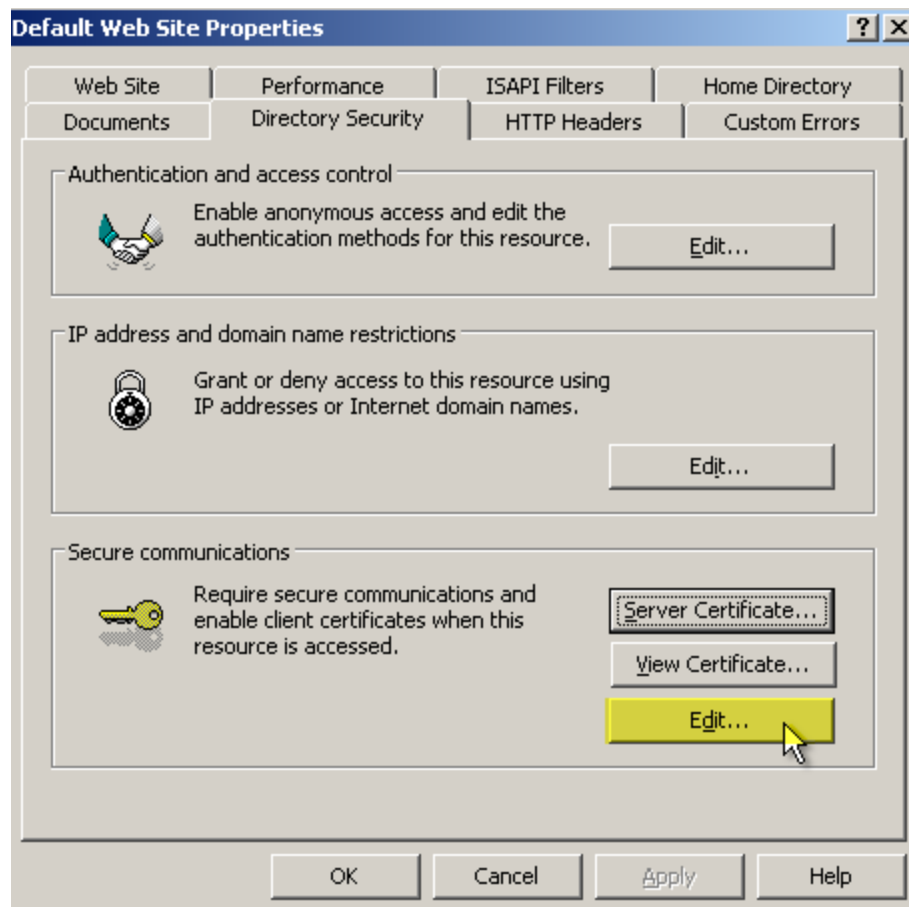 Default Web Site Properties
Web Site Performance ISAPI Filters Home Directory
Documents Directory Security HTTP Headers Custom Errors
Authentication and access control
Enable anonymous access and edit the
authentication methods for this resource.
Edit...
IP address and domain name restrictions
Grant or deny access to this resource using
IP addresses or Internet domain names.
Edit...
Secure communications
Require secure communications and
enable client certificates when this
resource is accessed.
Server Certificate...
View Certificate...
Edit...
OK Cancel Apply Help